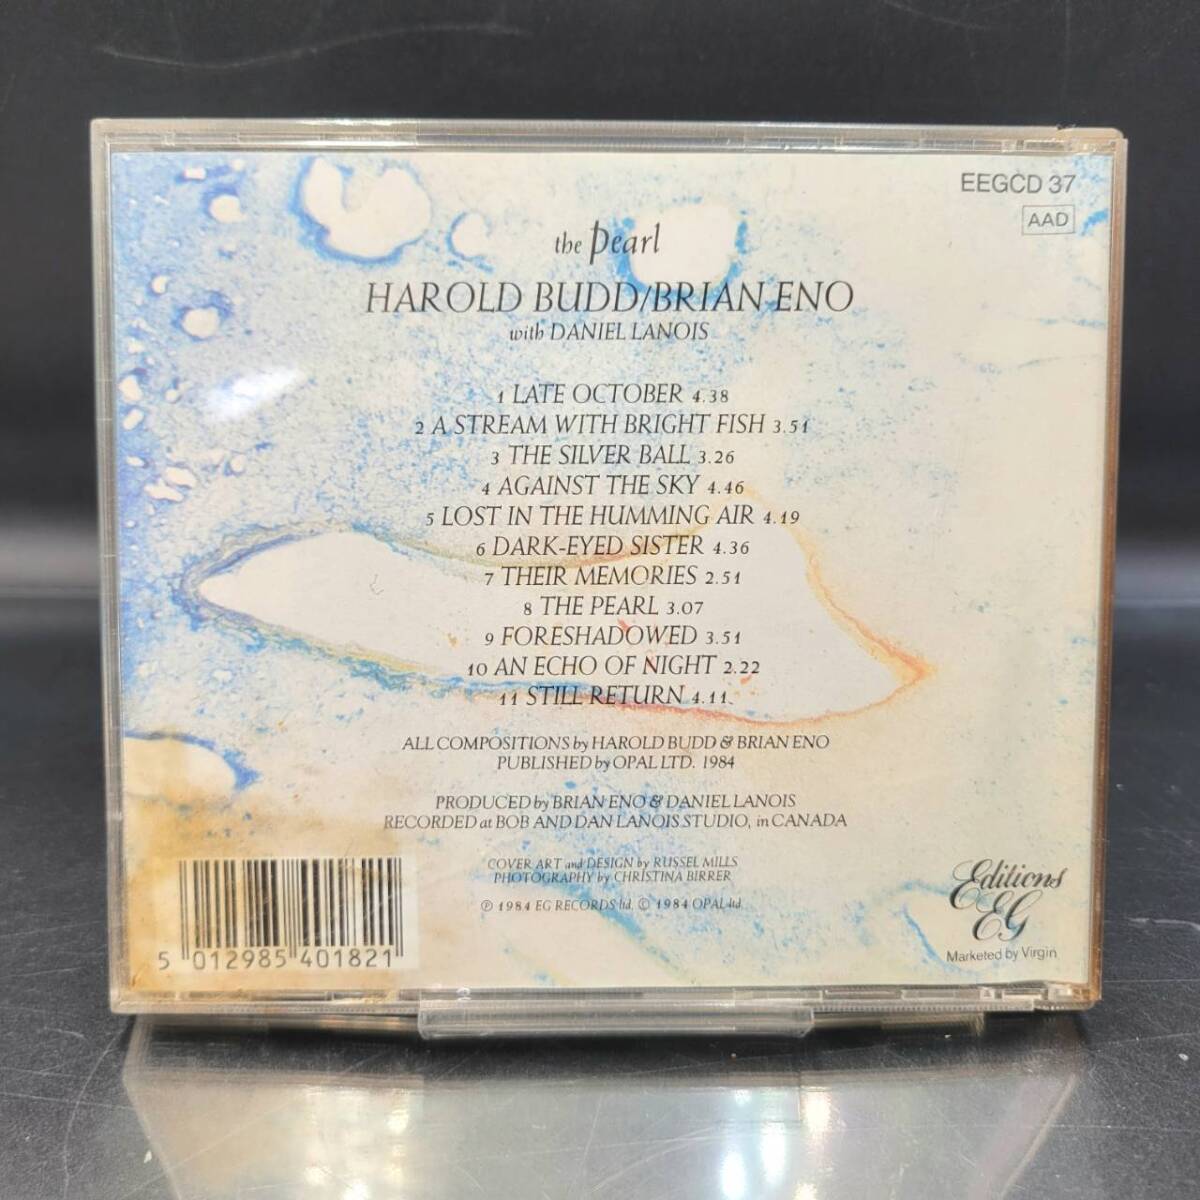 EEGCD 37
AAD
the pearl
HAROLD BUDD/BRIAN ENO
with DANIEL LANOIS
1 LATE OCTOBER 4.38
2 A STREAM WITH BRIGHT FISH 3.51
3 THE SILVER BALL 3.26
4 AGAINST THE SKY 4.46
5 LOST IN THE HUMMING AIR 4.19
6 DARK-EYED SISTER 4.36
7 THEIR MEMORIES 2.51
8 THE PEARL 3.07
9 FORESHADOWED 3.51
10 AN ECHO OF NIGHT 2.22
11 STILL RETURN 4.11
ALL COMPOSITIONS by HAROLD BUDD & BRIAN ENO
PUBLISHED by OPAL LTD. 1984
PRODUCED by BRIAN ENO & DANIEL LANOIS
RECORDED at BOB AND DAN LANOIS STUDIO, in CANADA
COVER ART and DESIGN by RUSSEL MILLS
PHOTOGRAPHY by CHRISTINA BIRRER
℗ 1984 EG RECORDS ltd. © 1984 OPAL ltd.
5 012985 401821
Editions
EG
Marketed by Virgin